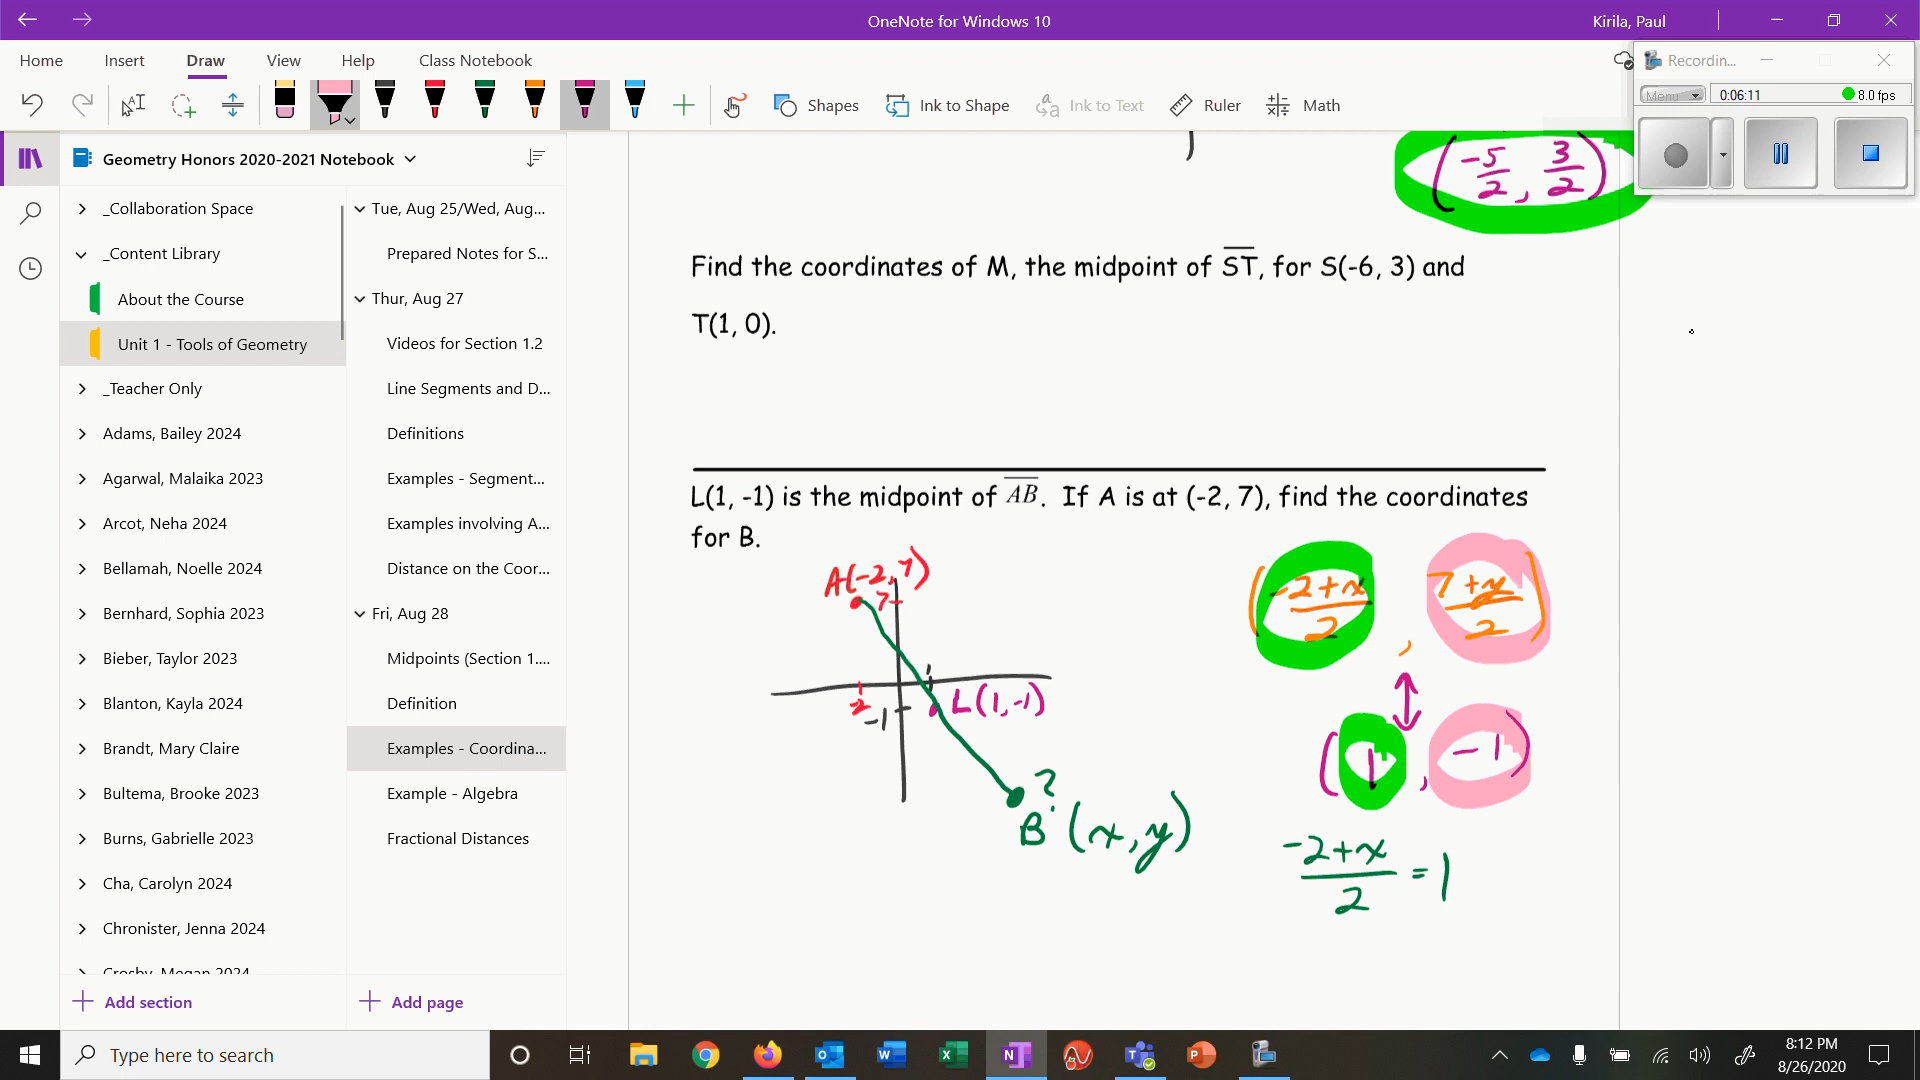 OneNote for Windows 10
Kirila, Paul
Home Insert Draw View Help Class Notebook
Shapes Ink to Shape Ink to Text Ruler Math
Recordin...
Menu 0:06:11 8.0 fps
Geometry Honors 2020-2021 Notebook
_Collaboration Space
_Content Library
About the Course
Unit 1 - Tools of Geometry
_Teacher Only
Adams, Bailey 2024
Agarwal, Malaika 2023
Arcot, Neha 2024
Bellamah, Noelle 2024
Bernhard, Sophia 2023
Bieber, Taylor 2023
Blanton, Kayla 2024
Brandt, Mary Claire
Bultema, Brooke 2023
Burns, Gabrielle 2023
Cha, Carolyn 2024
Chronister, Jenna 2024
Crosby, Megan 2024
Add section
Tue, Aug 25/Wed, Aug...
Prepared Notes for S...
Thur, Aug 27
Videos for Section 1.2
Line Segments and D...
Definitions
Examples - Segment...
Examples involving A...
Distance on the Coor...
Fri, Aug 28
Midpoints (Section 1....
Definition
Examples - Coordina...
Example - Algebra
Fractional Distances
Add page
(-5/2, 3/2)
Find the coordinates of M, the midpoint of ST, for S(-6, 3) and
T(1, 0).
L(1, -1) is the midpoint of AB. If A is at (-2, 7), find the coordinates
for B.
A(-2, 7)
7
1
-2
-1
L(1, -1)
?
B (x, y)
(-2+x/2, 7+y/2)
(1, -1)
-2+x/2 = 1
Type here to search
8:12 PM
8/26/2020